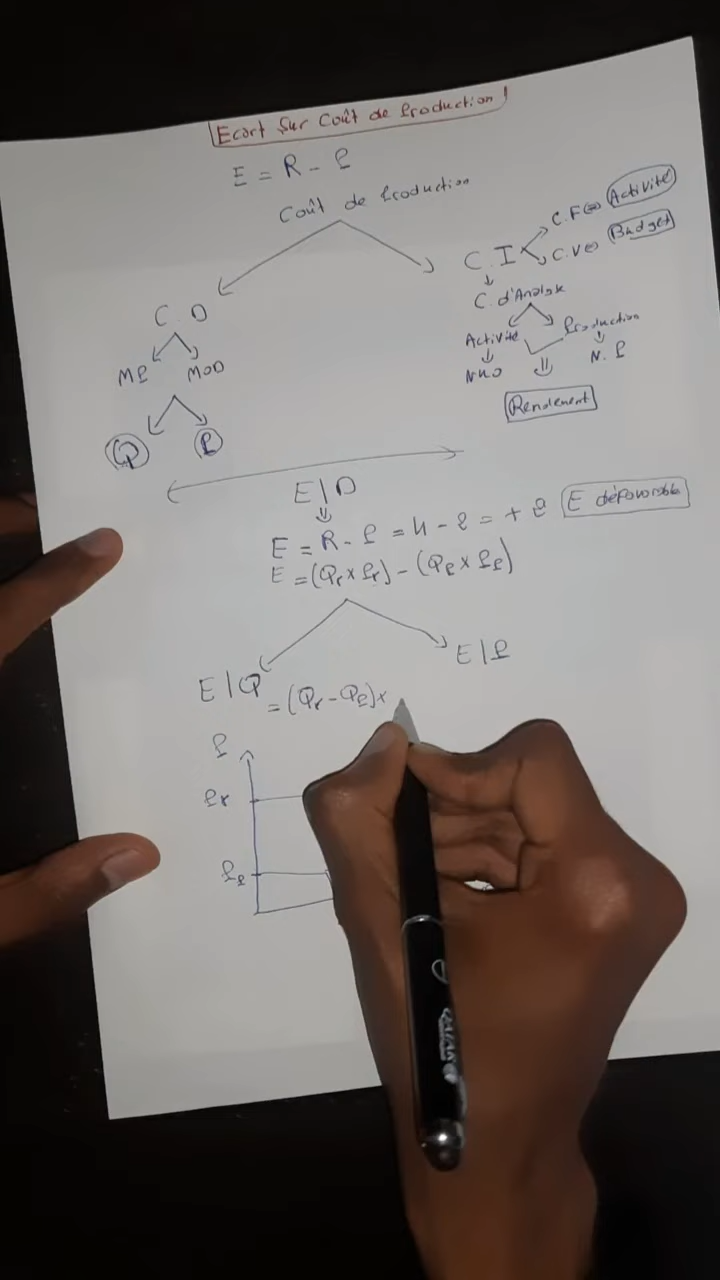 Ecart Sur Coût de Production !
E = R - P
Coût de Production
C.D
MP MOD
Q P
C.I
C.F ⇔ Activité
C.V ⇔ Budget
C. d'Analyse
Activité Production
N.P
Rendement
E/D
E = R - P = 4 - 2 = + 2 E défavorable
E = (Qr x Pr) - (Qp x Pp)
E/Q E/P
= (Qr - Qp) x
P
Pr
Pp